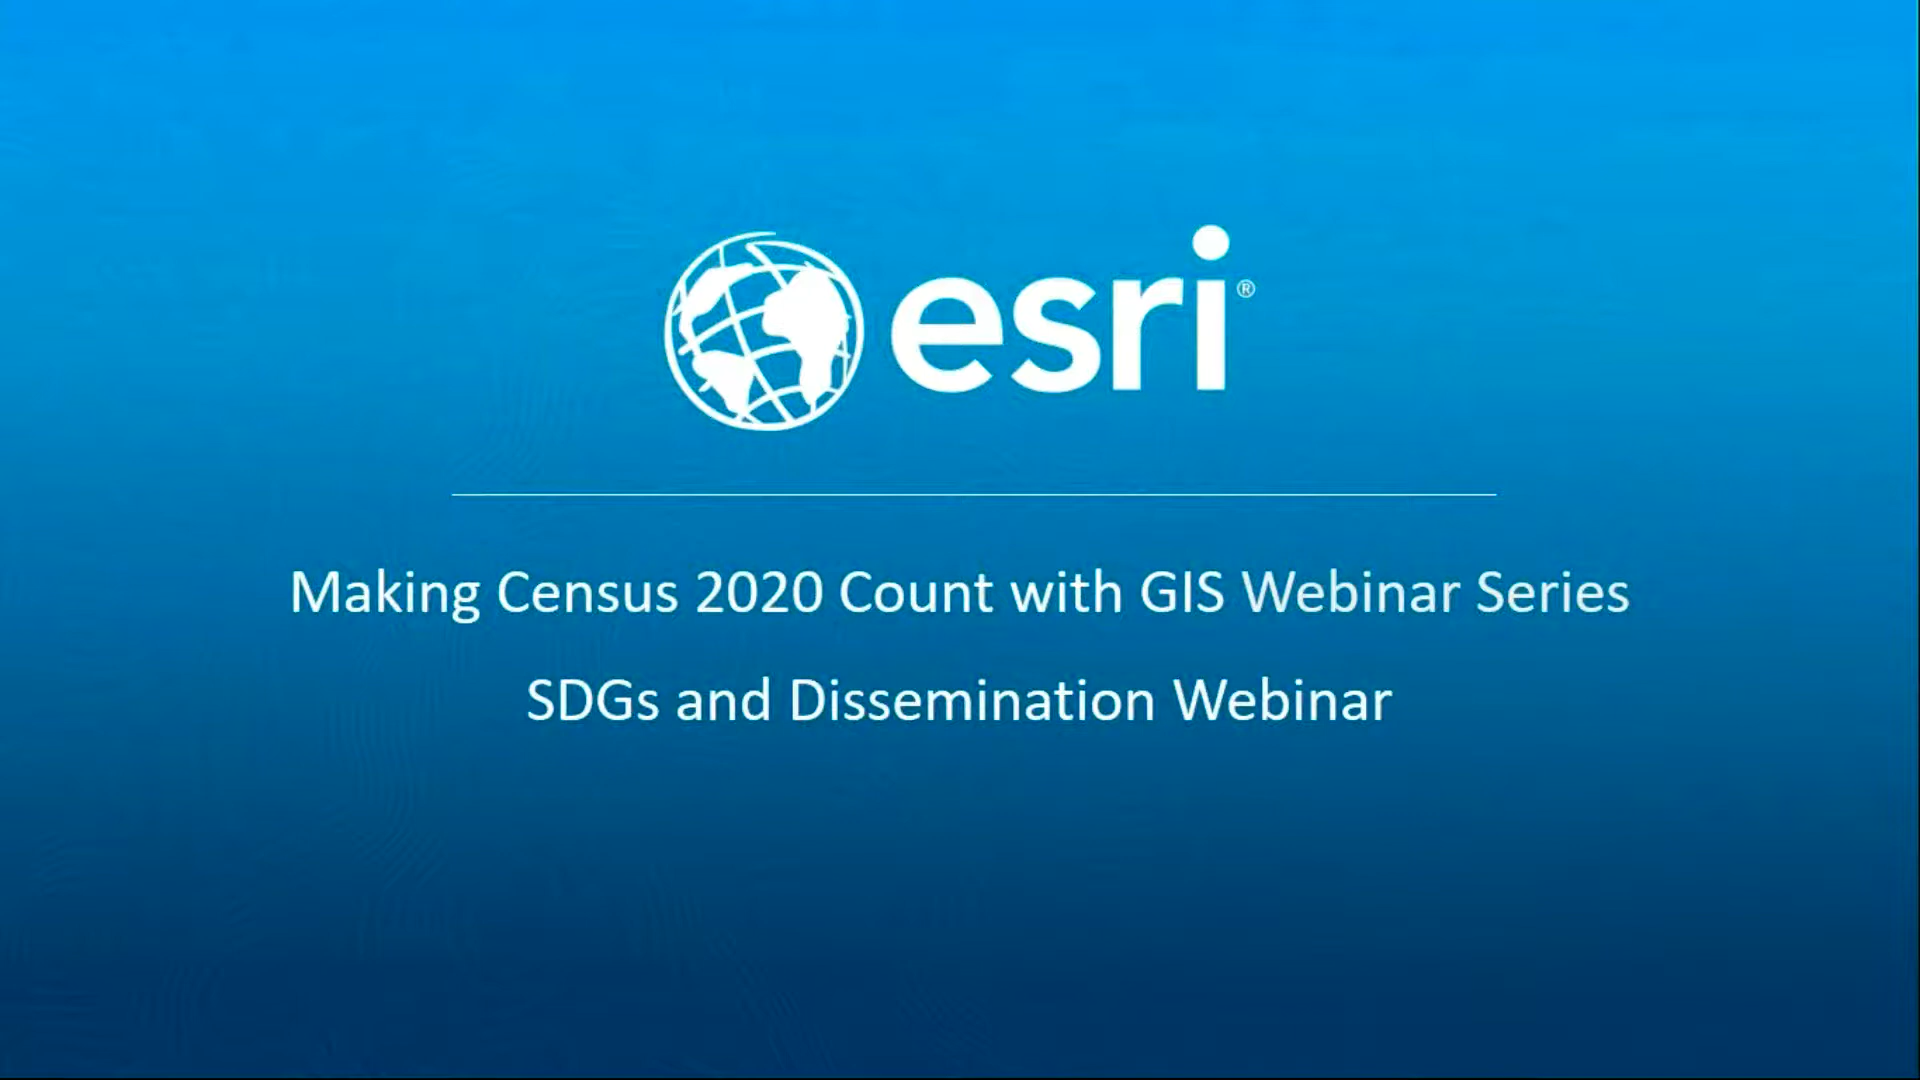 esri®
Making Census 2020 Count with GIS Webinar Series
SDGs and Dissemination Webinar